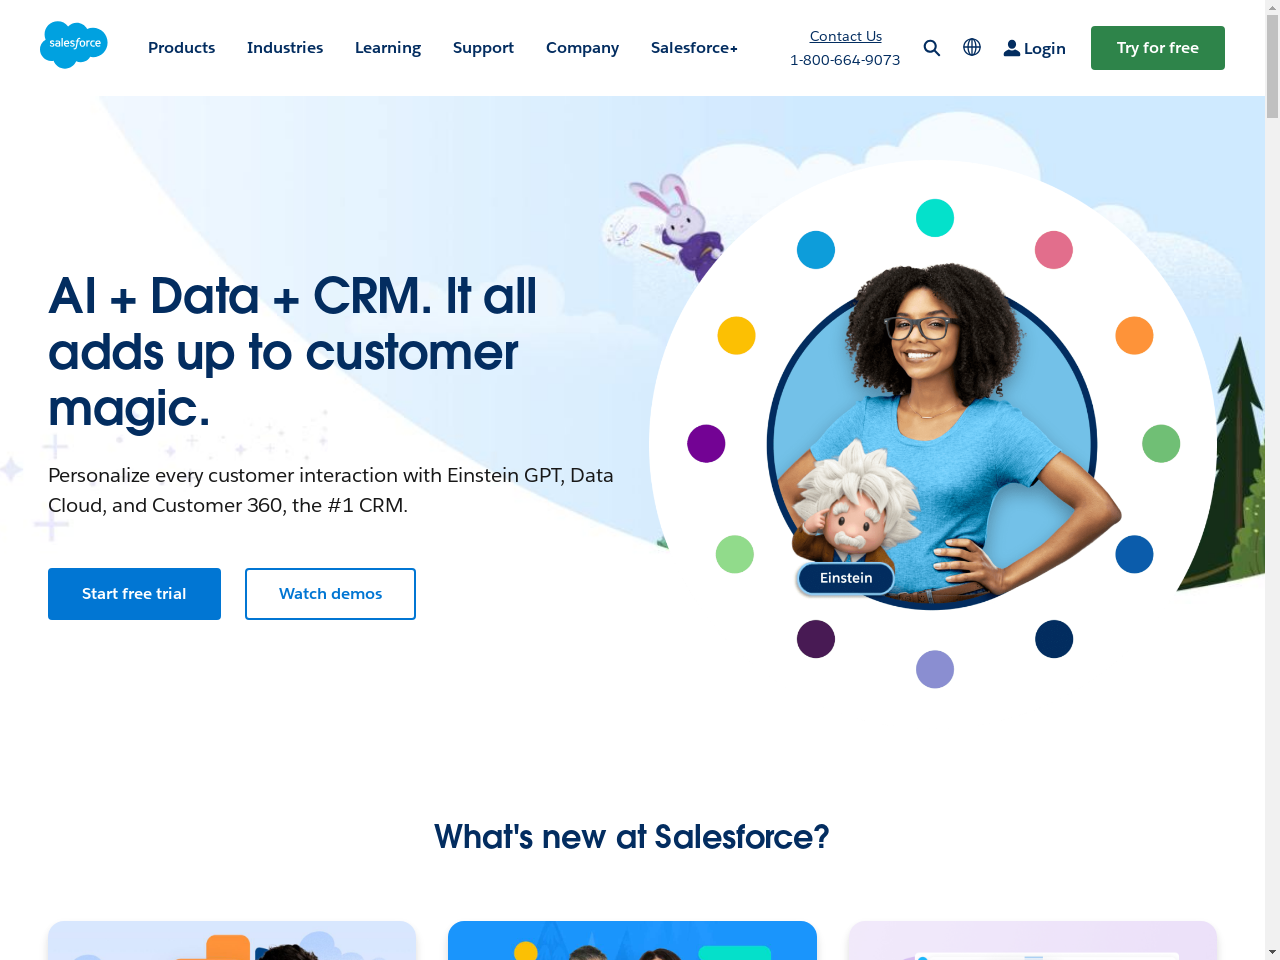 salesforce
Products
Industries
Learning
Support
Company
Salesforce+
Contact Us
1-800-664-9073
Login
Try for free
AI + Data + CRM. It all
adds up to customer
magic.
Personalize every customer interaction with Einstein GPT, Data
Cloud, and Customer 360, the #1 CRM.
Start free trial
Watch demos
Einstein
What's new at Salesforce?